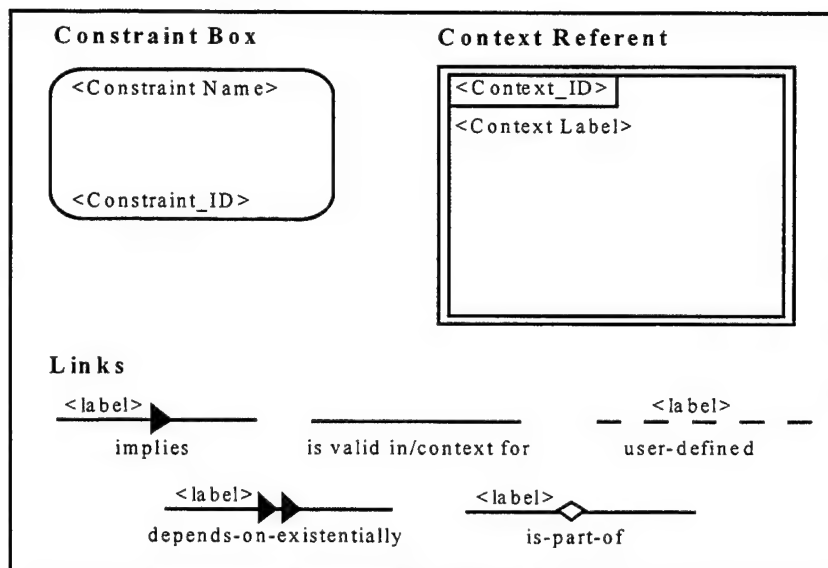 Constraint Box
Context Referent
<Constraint Name>
<Constraint_ID>
<Context_ID>
<Context Label>
Links
<label>
implies
is valid in/context for
<label>
user-defined
<label>
depends-on-existentially
<label>
is-part-of